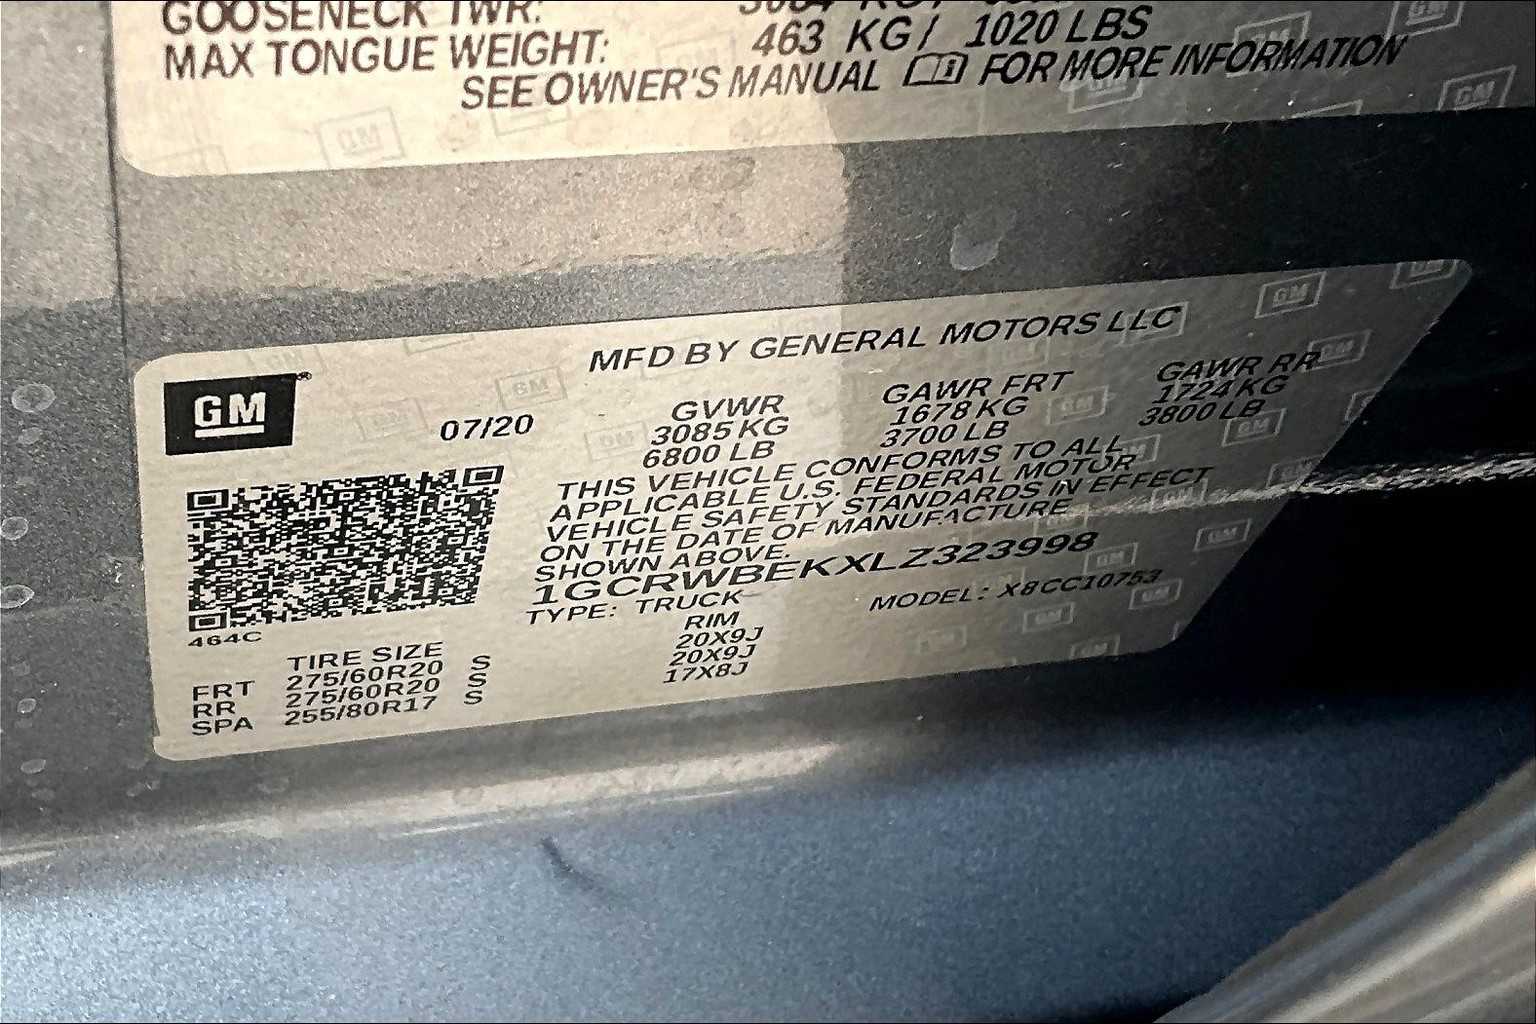 GOOSENECK TWR:
MAX TONGUE WEIGHT: 463 KG / 1020 LBS
SEE OWNER'S MANUAL FOR MORE INFORMATION
MFD BY GENERAL MOTORS LLC
GM
07/20
GVWR GAWR FRT GAWR RR
3085 KG 1678 KG 1724 KG
6800 LB 3700 LB 3800 LB
THIS VEHICLE CONFORMS TO ALL
APPLICABLE U.S. FEDERAL MOTOR
VEHICLE SAFETY STANDARDS IN EFFECT
ON THE DATE OF MANUFACTURE
SHOWN ABOVE.
1GCRWBEKXLZ323998
TYPE: TRUCK MODEL: X8CC10753
464C
TIRE SIZE RIM
FRT 275/60R20 S 20X9J
RR 275/60R20 S 20X9J
SPA 255/80R17 S 17X8J